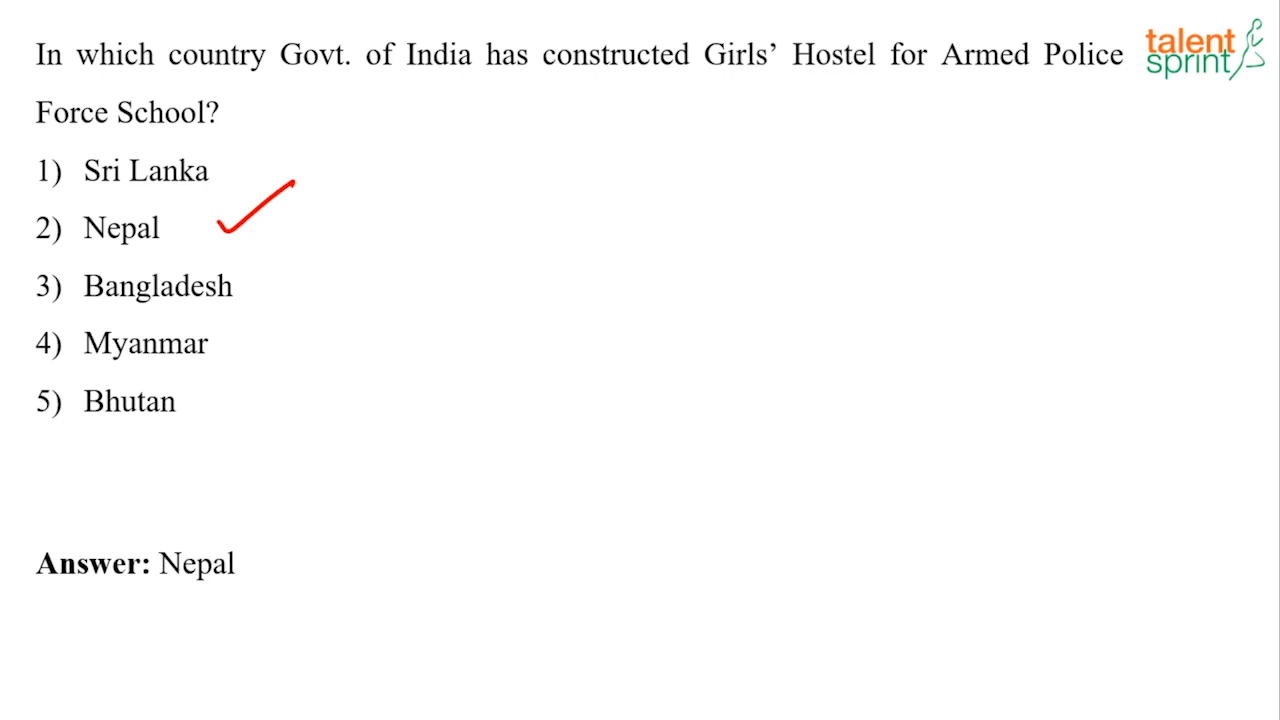 In which country Govt. of India has constructed Girls’ Hostel for Armed Police
Force School?
talent
sprint
1) Sri Lanka
2) Nepal
3) Bangladesh
4) Myanmar
5) Bhutan
Answer: Nepal